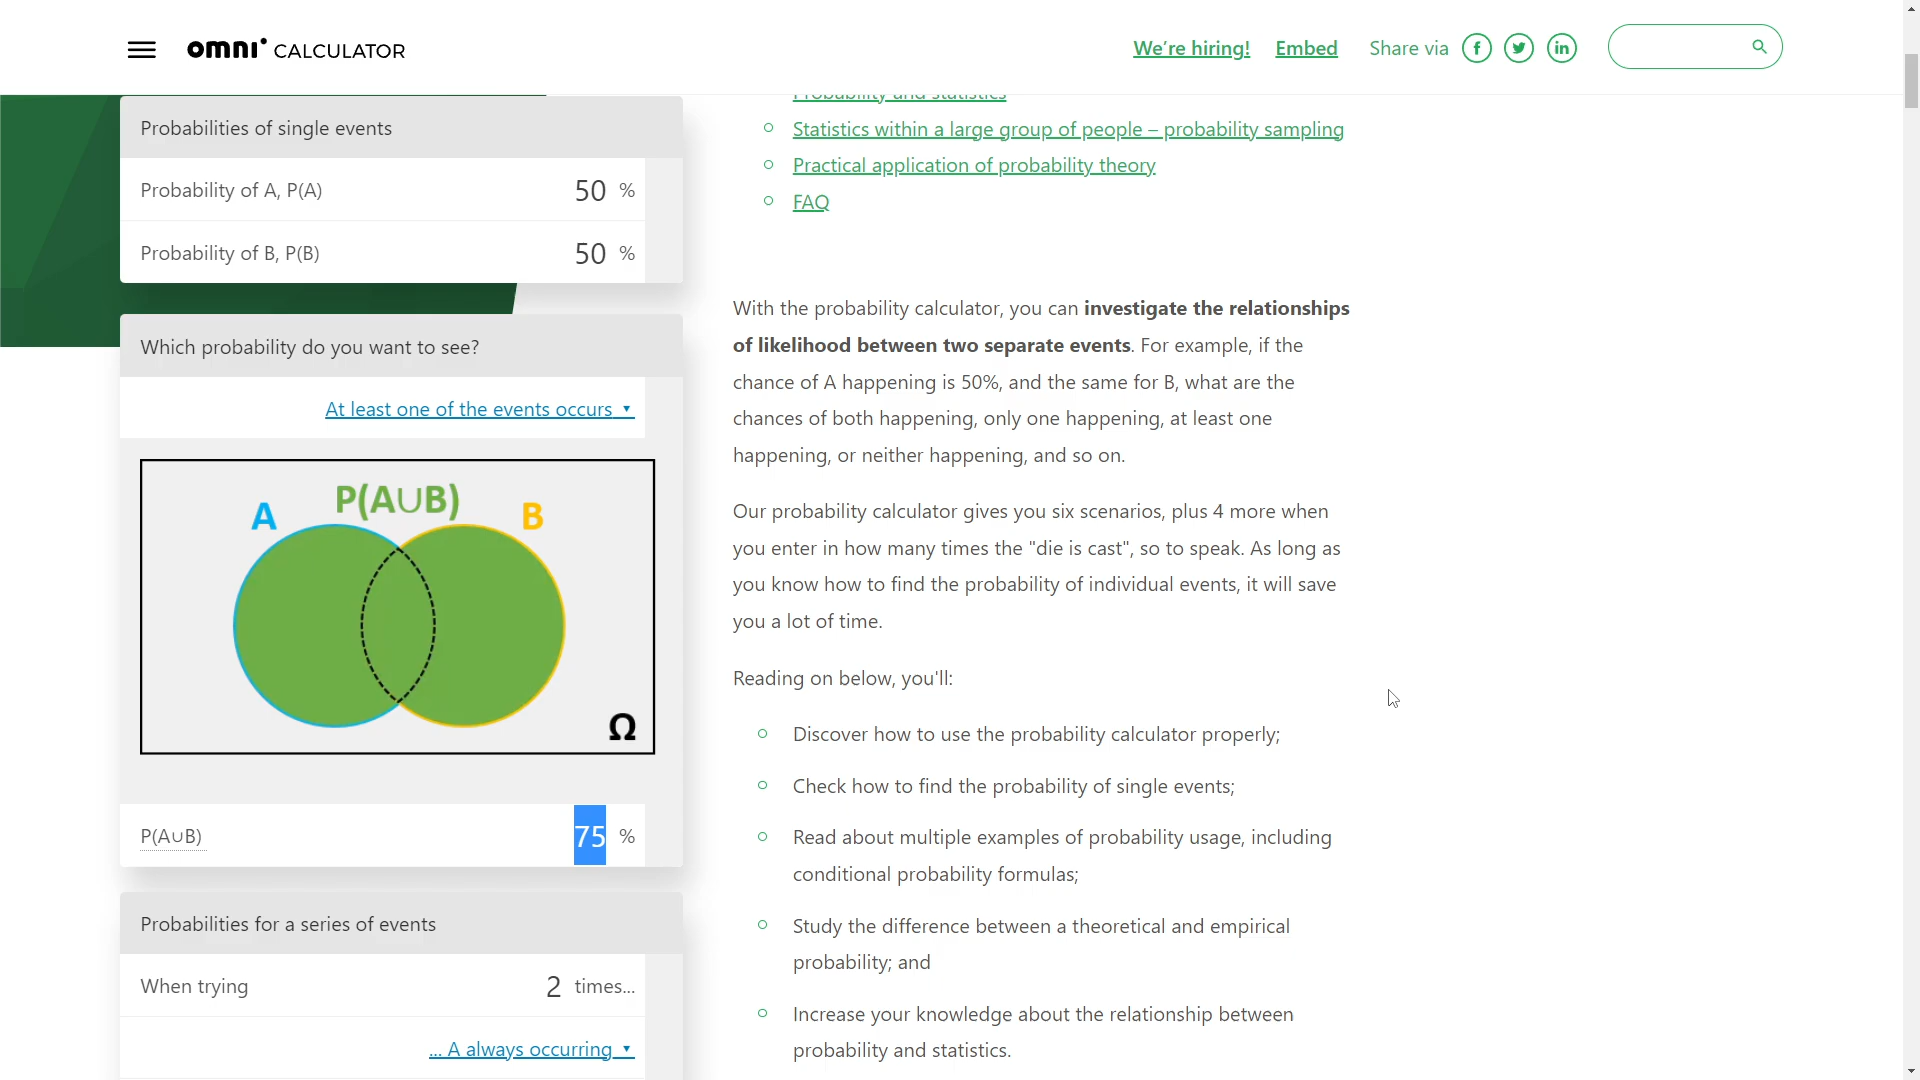 omni CALCULATOR
We're hiring!
Embed
Share via
Probabilities of single events
Probability of A, P(A) 50 %
Probability of B, P(B) 50 %
Which probability do you want to see?
At least one of the events occurs ▾
A P(A∪B) B
Ω
P(A∪B) 75 %
Probabilities for a series of events
When trying 2 times...
... A always occurring ▾
Probability and statistics
Statistics within a large group of people – probability sampling
Practical application of probability theory
FAQ
With the probability calculator, you can investigate the relationships
of likelihood between two separate events. For example, if the
chance of A happening is 50%, and the same for B, what are the
chances of both happening, only one happening, at least one
happening, or neither happening, and so on.
Our probability calculator gives you six scenarios, plus 4 more when
you enter in how many times the "die is cast", so to speak. As long as
you know how to find the probability of individual events, it will save
you a lot of time.
Reading on below, you'll:
Discover how to use the probability calculator properly;
Check how to find the probability of single events;
Read about multiple examples of probability usage, including
conditional probability formulas;
Study the difference between a theoretical and empirical
probability; and
Increase your knowledge about the relationship between
probability and statistics.